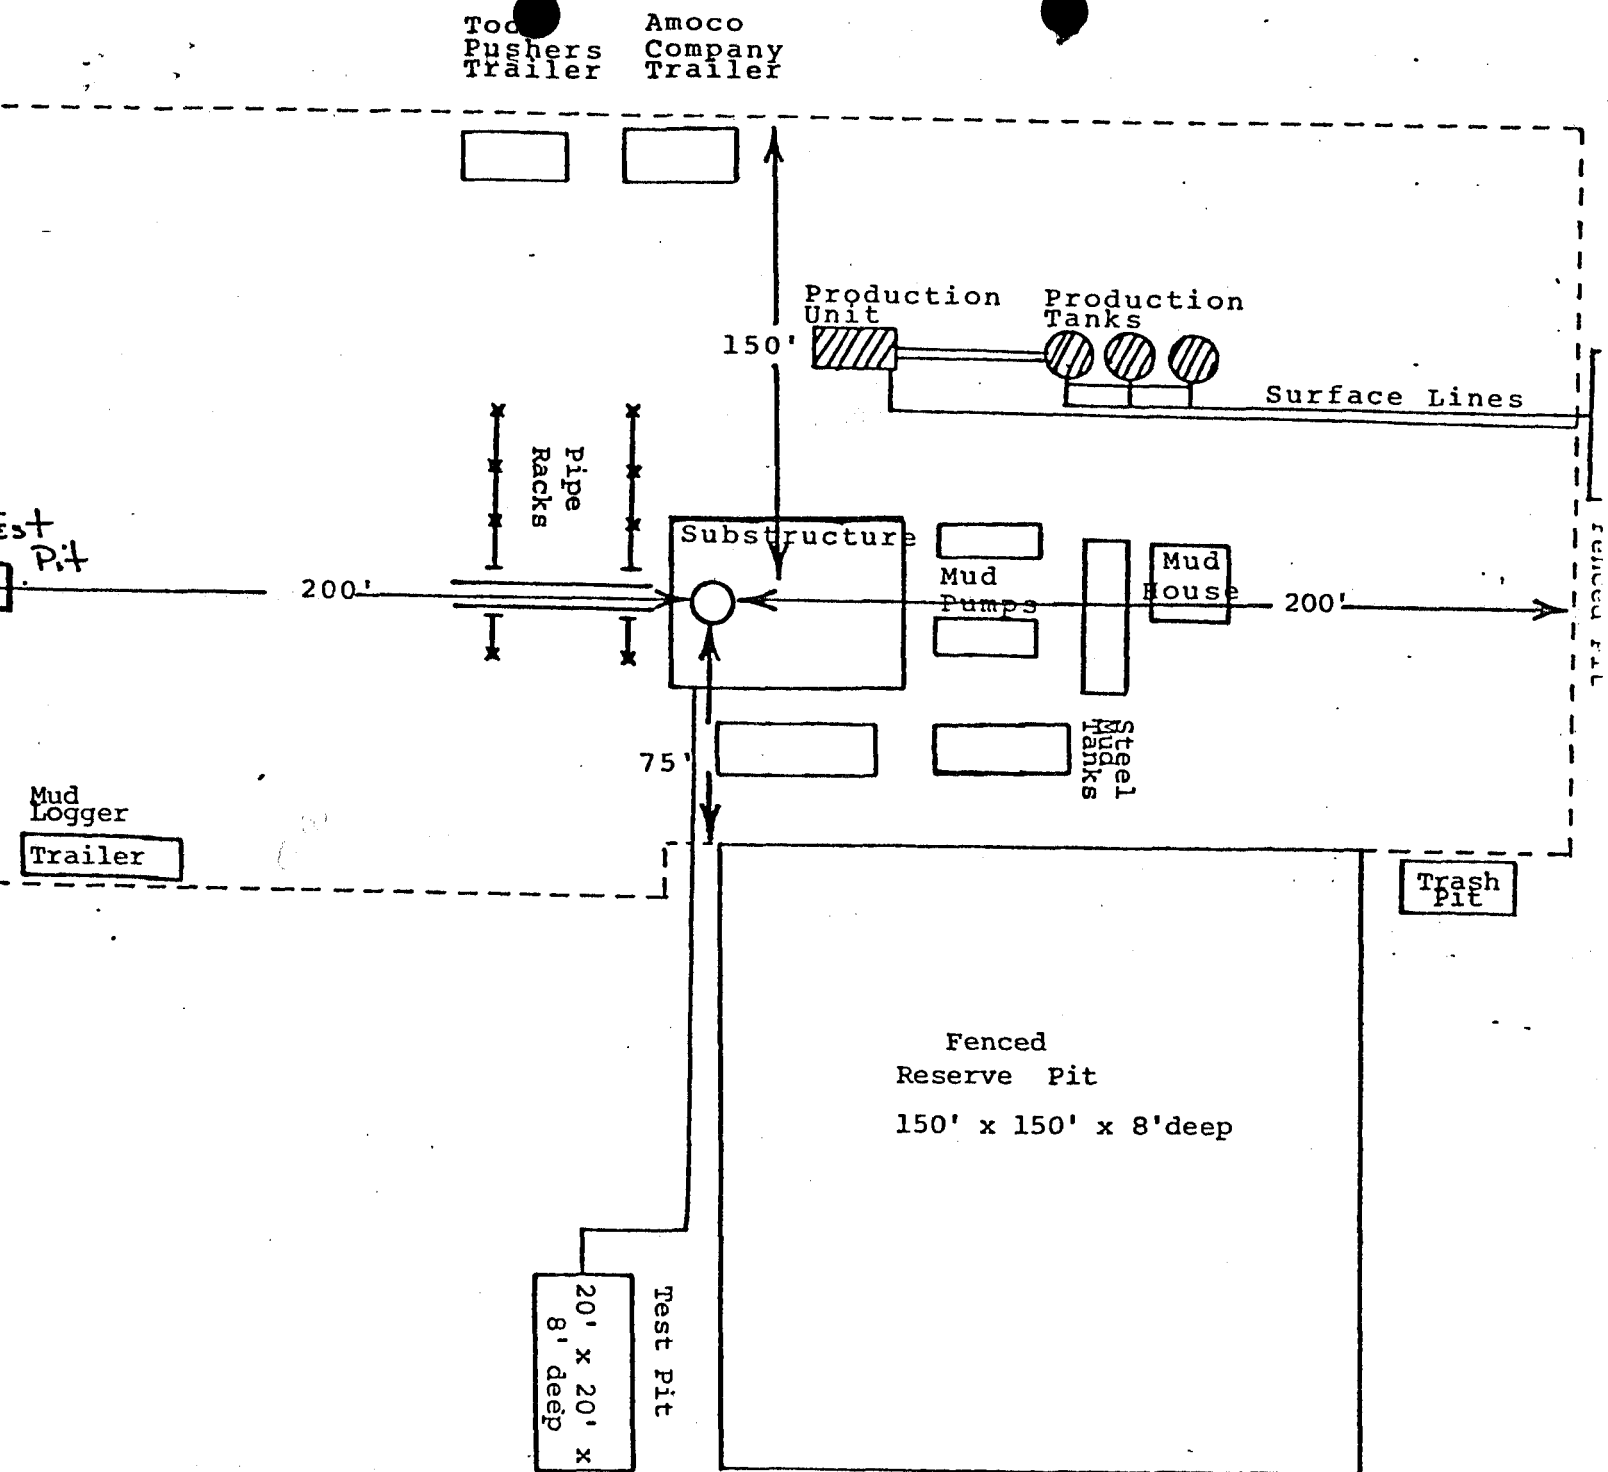 Pushers
Trailer
Amoco
Company
Trailer
Production
Unit
Production
Tanks
150'
Surface Lines
Pipe
Racks
Pit
Substructure
200'
Mud
Pumps
Mud
House
200'
Steel
Mud
Tanks
75'
Mud
Logger
Trailer
Trash
Pit
Fenced
Reserve Pit
150' x 150' x 8'deep
Test Pit
20' x 20' x
8' deep